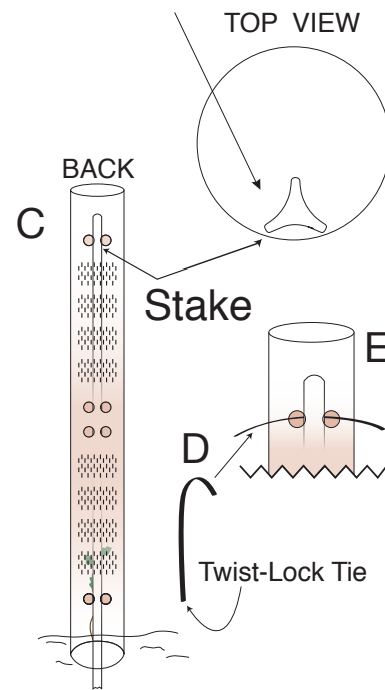 TOP VIEW
BACK
C
Stake
E
D
Twist-Lock Tie